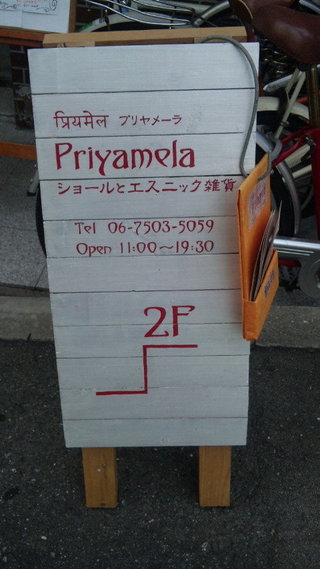 प्रियमेल プリヤメーラ
Priyamela
ショールとエスニック雑貨
Tel 06-7503-5059
Open 11:00〜19:30
2F